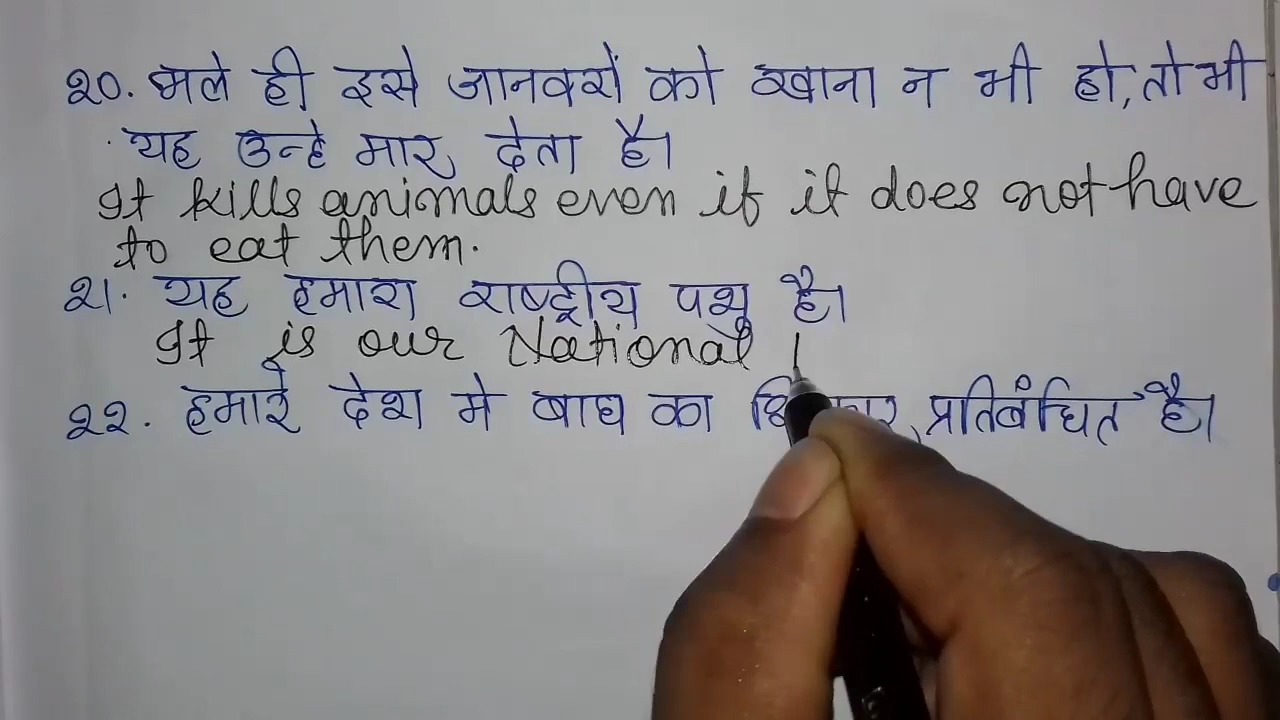 २०. भले ही इसे जानवरों को खाना न भी हो, तो भी
यह उन्हे मार देता है।
It kills animals even if it does not have
to eat them.
२१. यह हमारा राष्ट्रीय पशु है।
It is our National
२२. हमारे देश मे बाघ का प्रतिबंधित है।